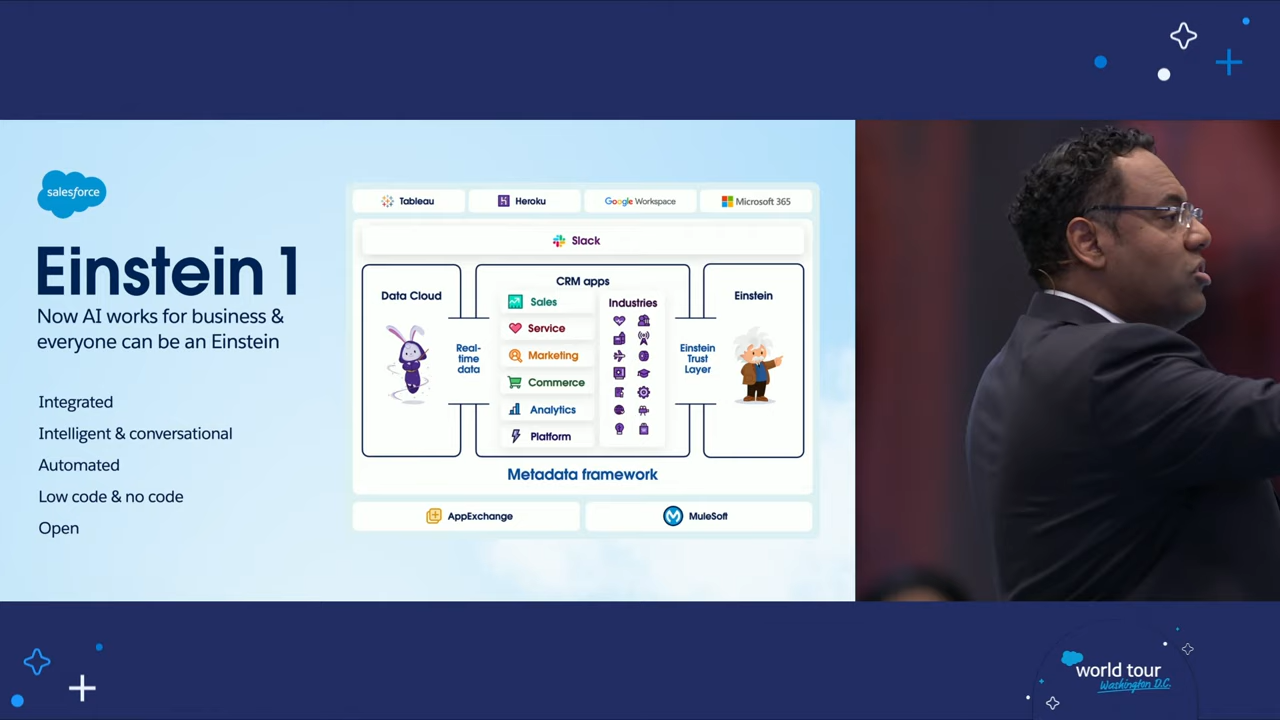 salesforce
Einstein 1
Now AI works for business &
everyone can be an Einstein
Integrated
Intelligent & conversational
Automated
Low code & no code
Open
Tableau
Heroku
Google Workspace
Microsoft 365
Slack
Data Cloud
Real-
time
data
CRM apps
Sales
Service
Marketing
Commerce
Analytics
Platform
Industries
Einstein
Trust
Layer
Einstein
Metadata framework
AppExchange
MuleSoft
world tour
Washington D.C.